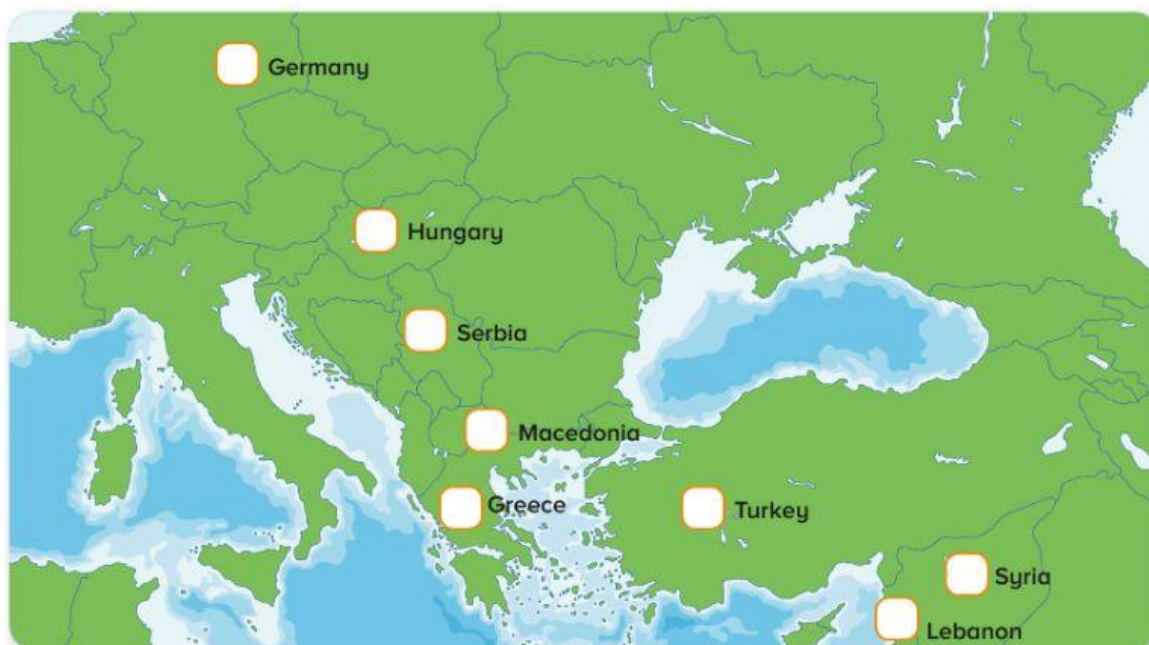 Germany
Hungary
Serbia
Macedonia
Greece
Turkey
Syria
Lebanon